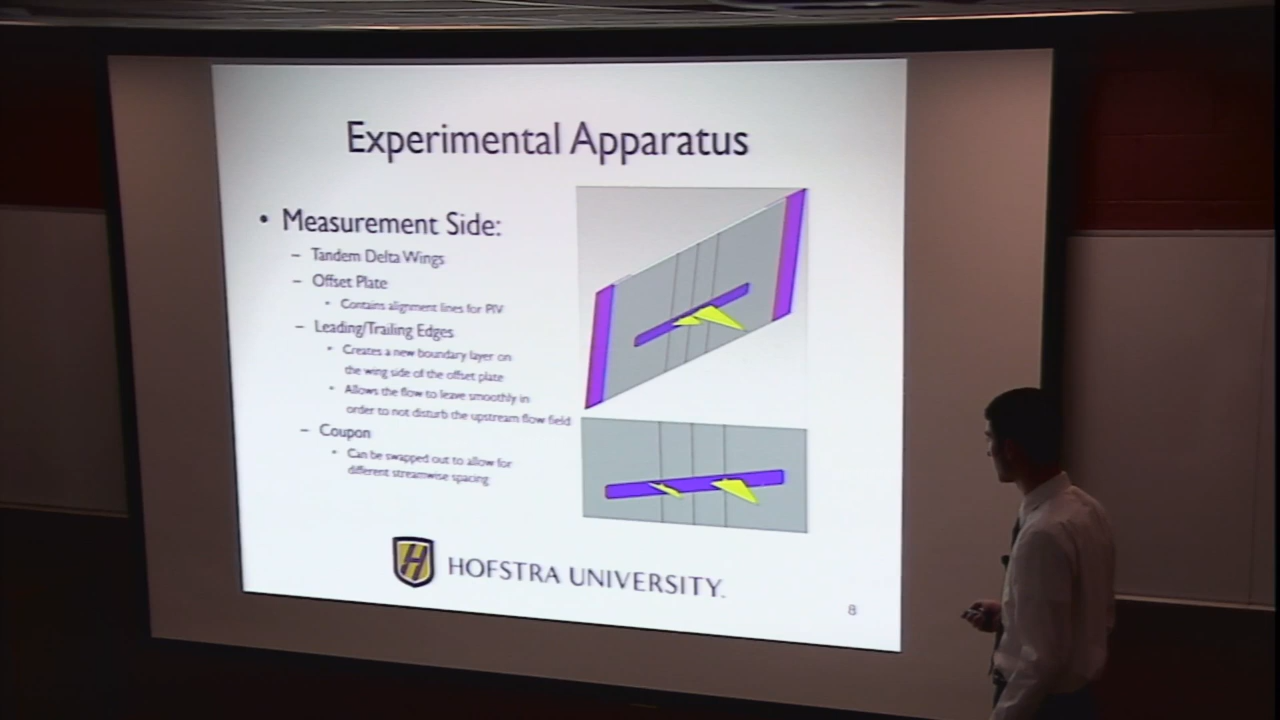 Experimental Apparatus
• Measurement Side:
– Tandem Delta Wings
– Offset Plate
• Contains alignment lines for PIV
– Leading/Trailing Edges
• Creates a new boundary layer on
the wing side of the offset plate
• Allows the flow to leave smoothly in
order to not disturb the upstream flow field
– Coupon
• Can be swapped out to allow for
different streamwise spacing
H
HOFSTRA UNIVERSITY.
8